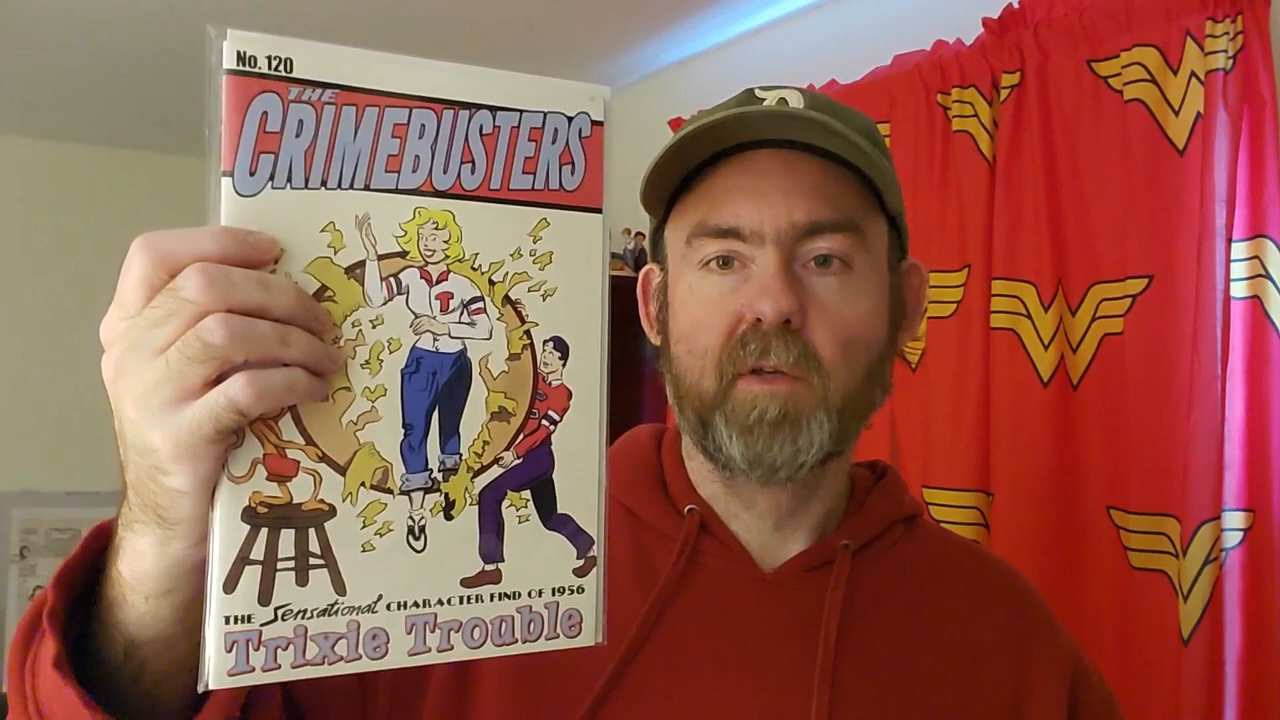 No. 120
THE
CRIMEBUSTERS
T
THE Sensational CHARACTER FIND OF 1956
Trixie Trouble